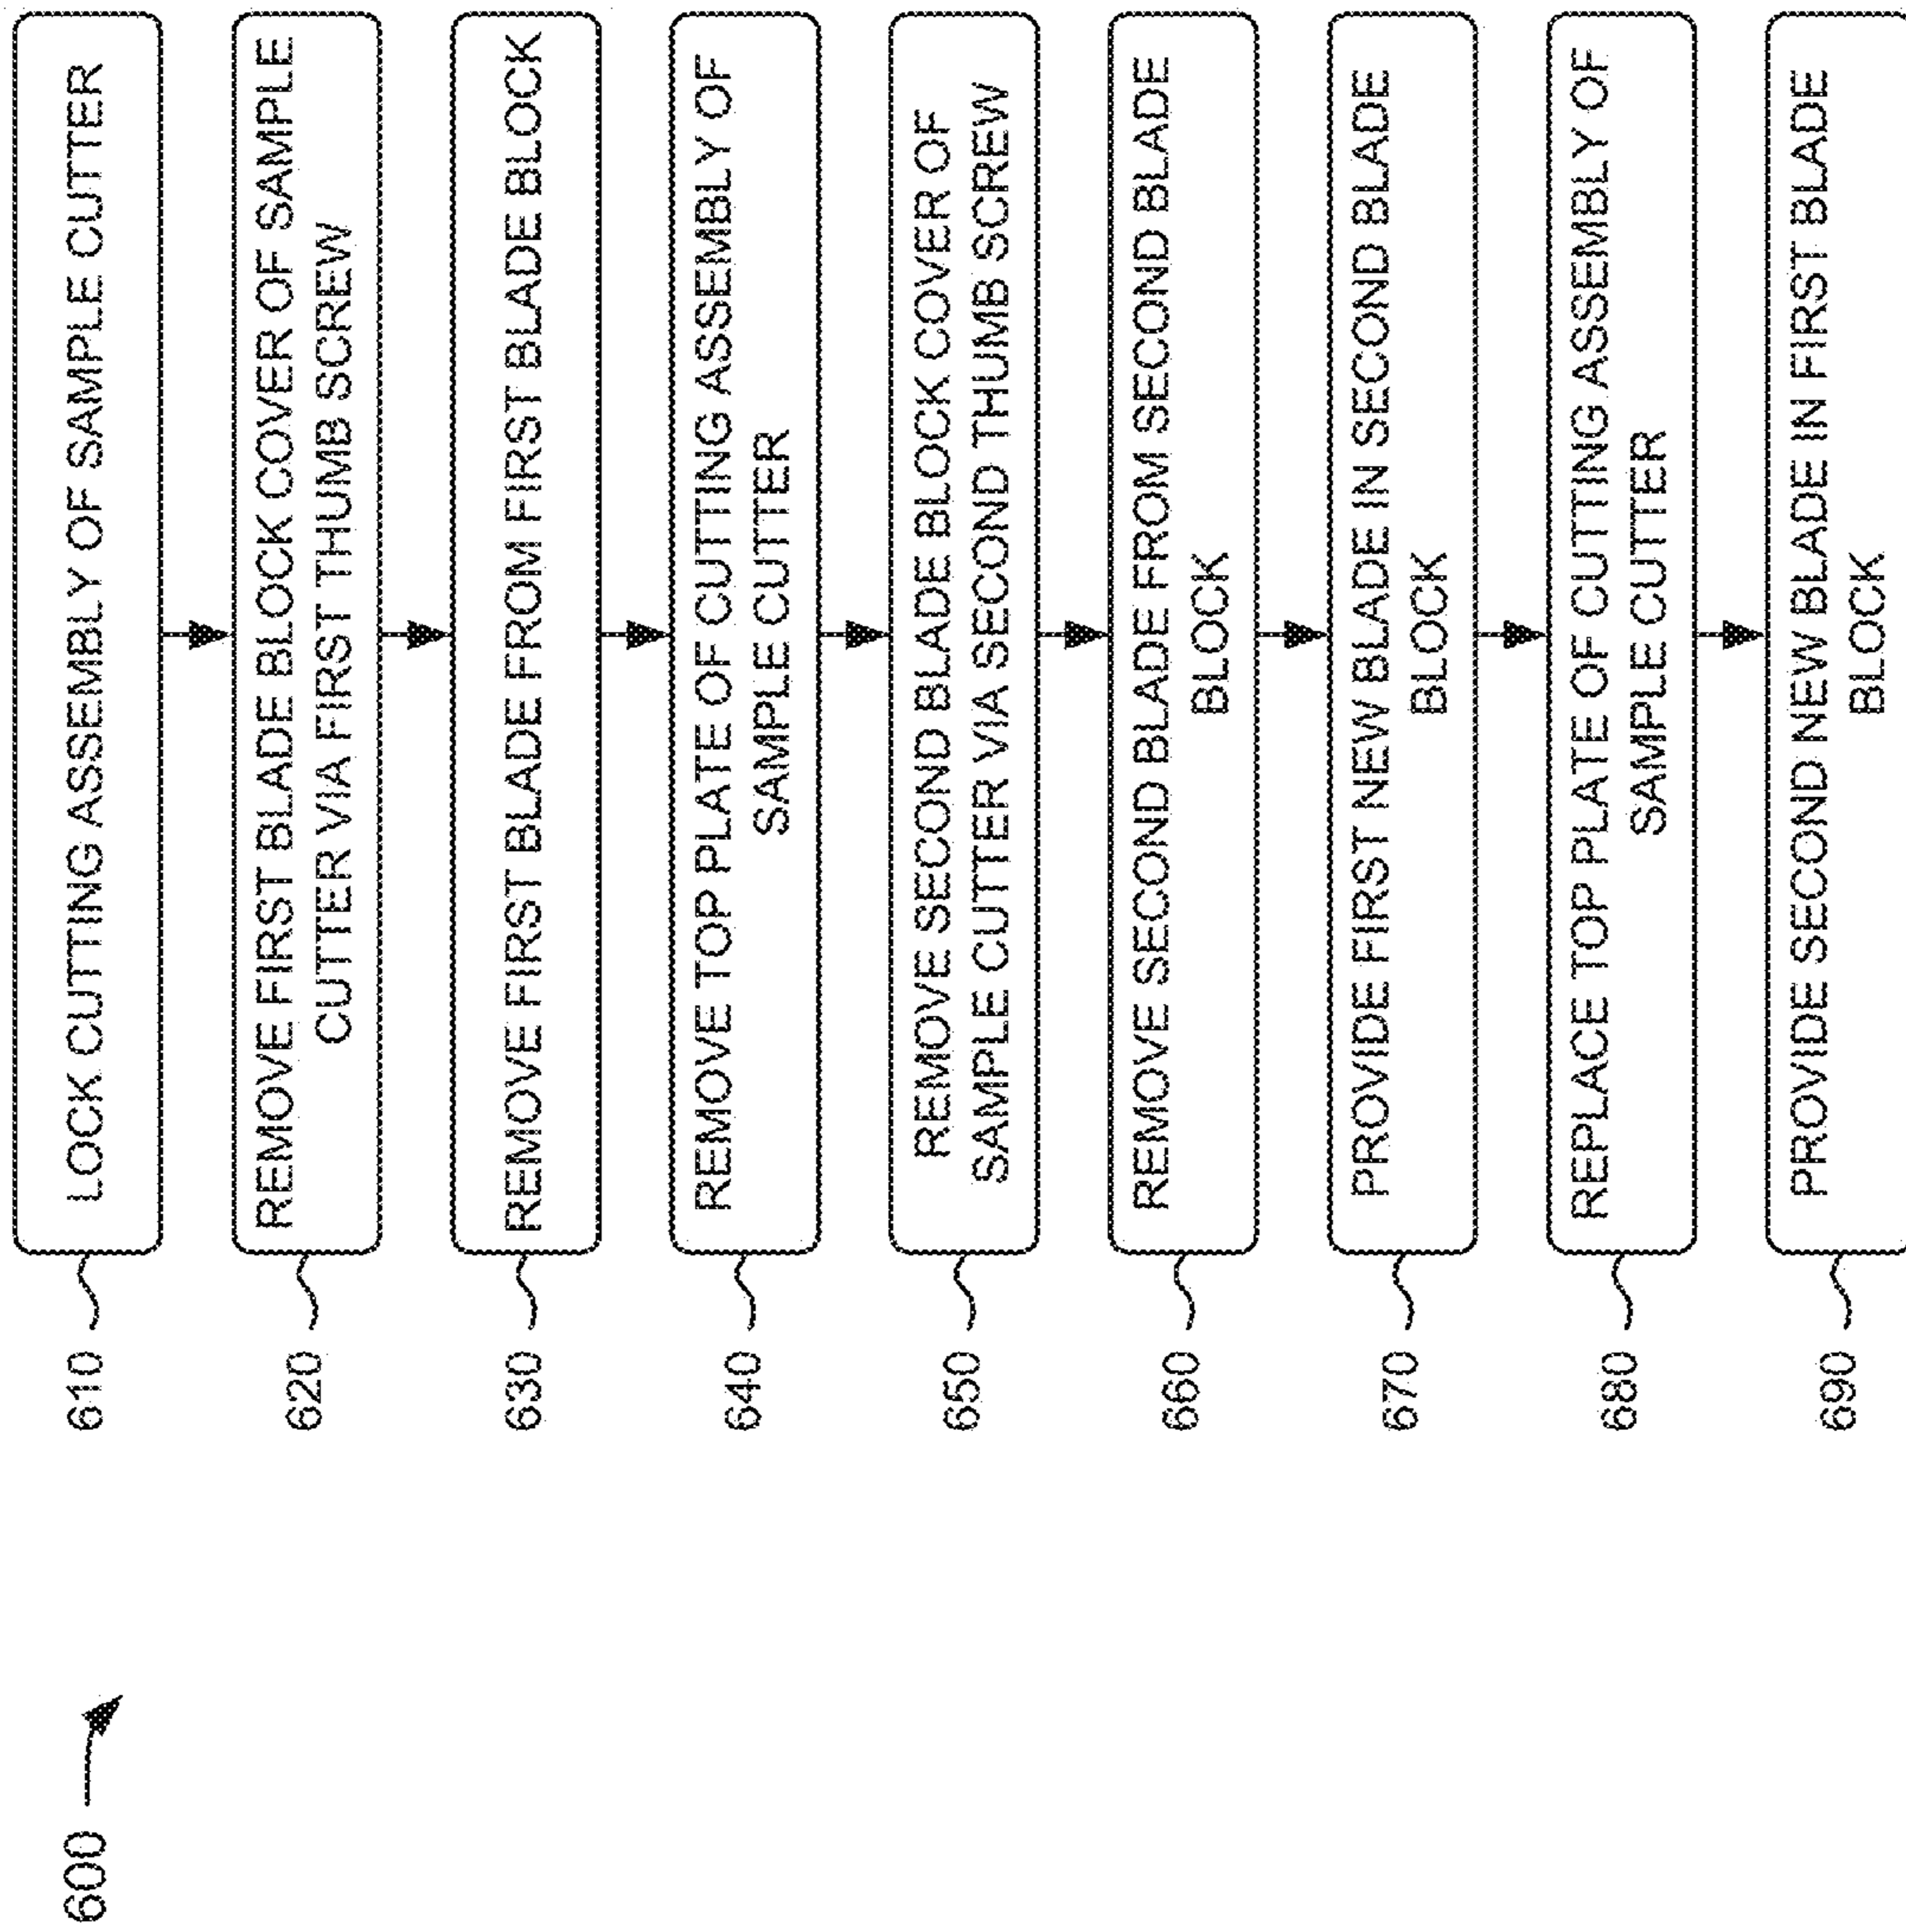 600
610
LOCK CUTTING ASSEMBLY OF SAMPLE CUTTER
620
REMOVE FIRST BLADE BLOCK COVER OF SAMPLE
CUTTER VIA FIRST THUMB SCREW
630
REMOVE FIRST BLADE FROM FIRST BLADE BLOCK
640
REMOVE TOP PLATE OF CUTTING ASSEMBLY OF
SAMPLE CUTTER
650
REMOVE SECOND BLADE BLOCK COVER OF
SAMPLE CUTTER VIA SECOND THUMB SCREW
660
REMOVE SECOND BLADE FROM SECOND BLADE
BLOCK
670
PROVIDE FIRST NEW BLADE IN SECOND BLADE
BLOCK
680
REPLACE TOP PLATE OF CUTTING ASSEMBLY OF
SAMPLE CUTTER
690
PROVIDE SECOND NEW BLADE IN FIRST BLADE
BLOCK